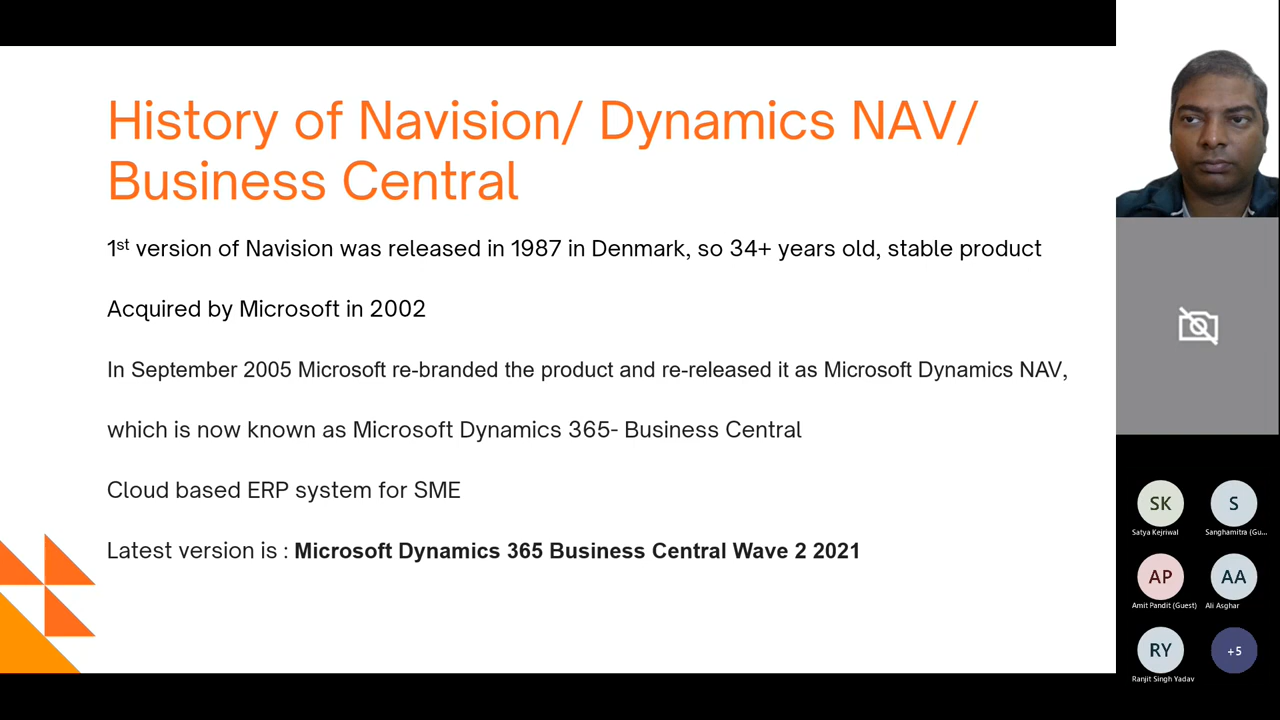 History of Navision/ Dynamics NAV/
Business Central
1st version of Navision was released in 1987 in Denmark, so 34+ years old, stable product
Acquired by Microsoft in 2002
In September 2005 Microsoft re-branded the product and re-released it as Microsoft Dynamics NAV,
which is now known as Microsoft Dynamics 365- Business Central
Cloud based ERP system for SME
Latest version is : Microsoft Dynamics 365 Business Central Wave 2 2021
SK
S
Satya Kejriwal
Sanghamitra (Gu...
AP
AA
Amit Pandit (Guest)
Ali Asghar
RY
+5
Ranjit Singh Yadav